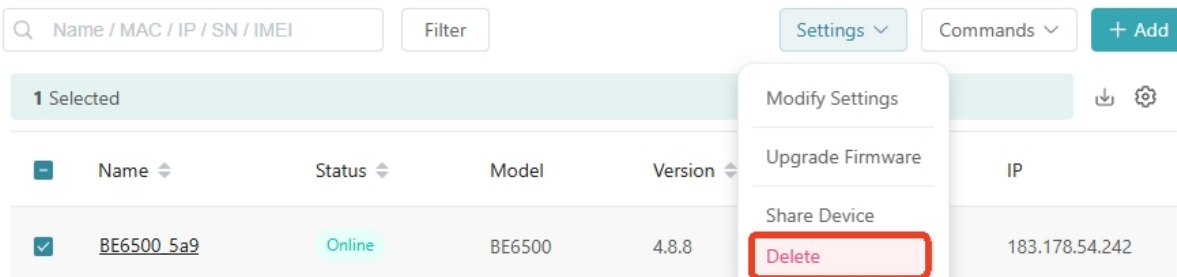 Name / MAC / IP / SN / IMEI
Filter
Settings
Commands
+ Add
1 Selected
Modify Settings
Upgrade Firmware
Share Device
Delete
Name
Status
Model
Version
IP
BE6500_5a9
Online
BE6500
4.8.8
183.178.54.242